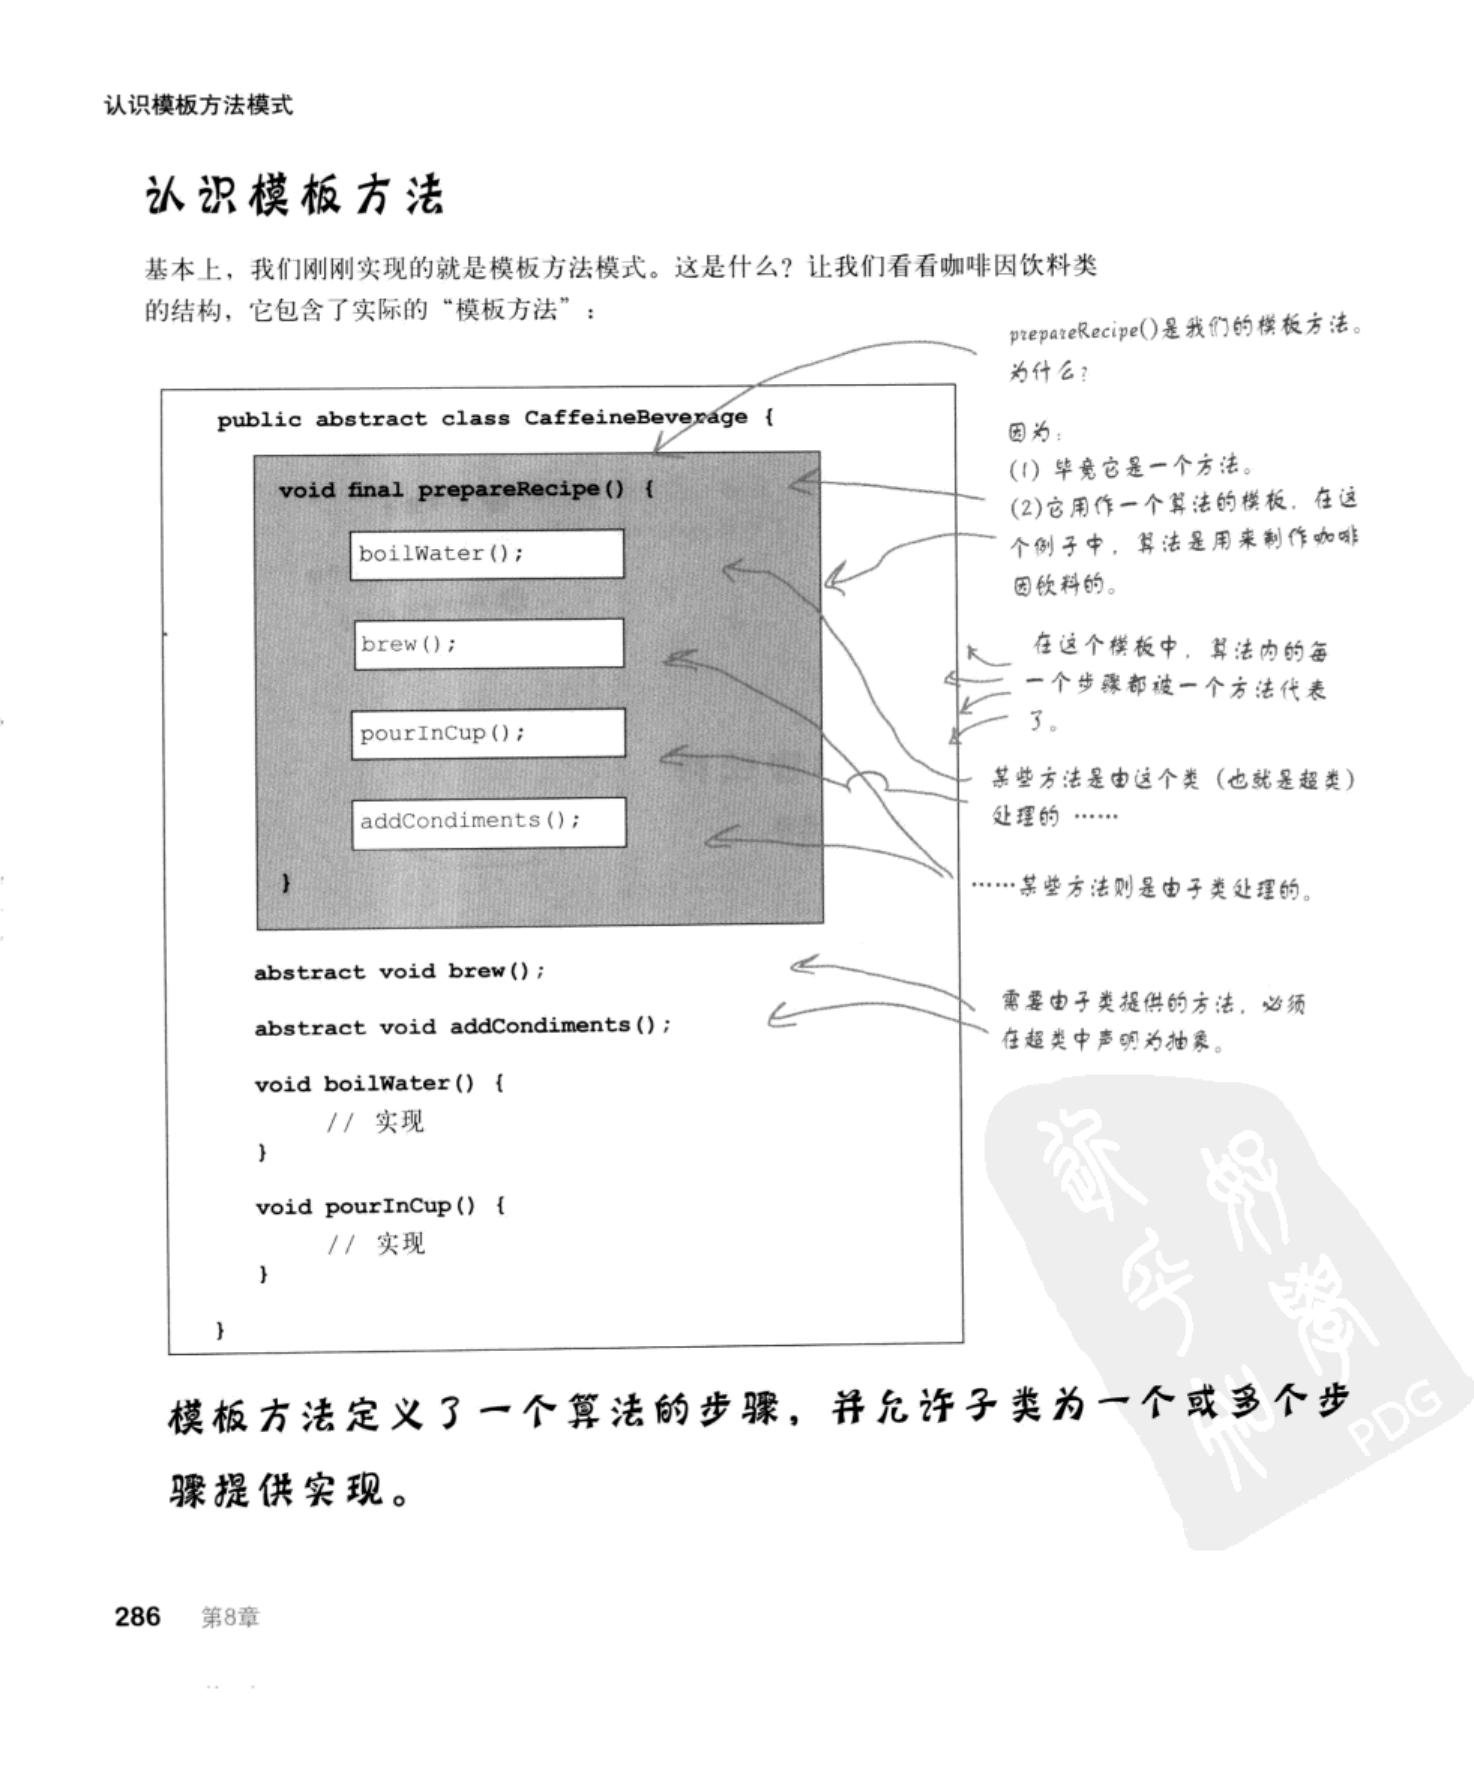 认识模板方法模式
认识模板方法
基本上，我们刚刚实现的就是模板方法模式。这是什么？让我们看看咖啡因饮料类
的结构，它包含了实际的“模板方法”：
prepareRecipe()是我们的模板方法。
为什么？
public abstract class CaffeineBeverage {
因为：
(1) 毕竟它是一个方法。
void final prepareRecipe() {
(2)它用作一个算法的模板，在这
个例子中，算法是用来制作咖啡
因饮料的。
boilWater();
brew();
在这个模板中，算法内的每
一个步骤都被一个方法代表
了。
pourInCup();
某些方法是由这个类（也就是超类）
处理的 ……
addCondiments();
}
……某些方法则是由子类处理的。
abstract void brew();
abstract void addCondiments();
需要由子类提供的方法，必须
在超类中声明为抽象。
void boilWater() {
// 实现
}
void pourInCup() {
// 实现
}
}
模板方法定义了一个算法的步骤，并允许子类为一个或多个步
骤提供实现。
PDG
286 第8章